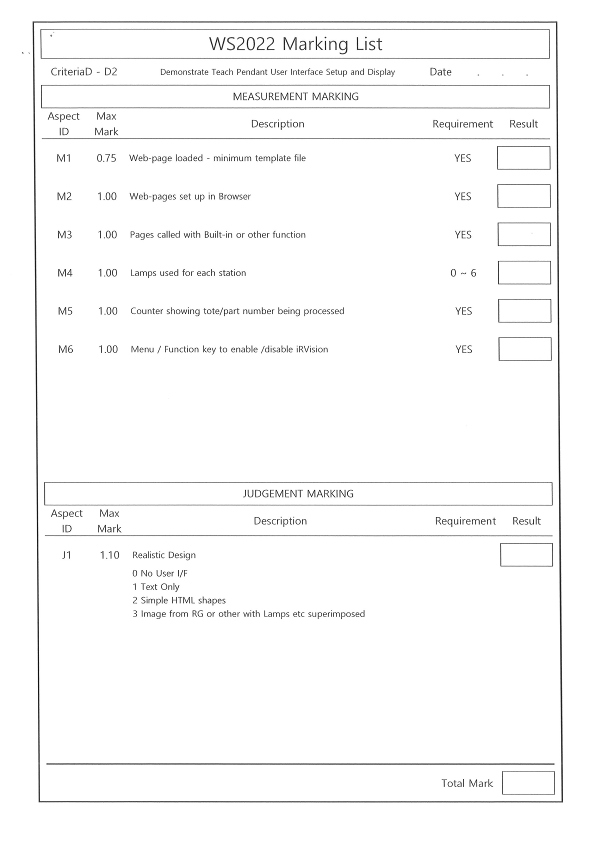 WS2022 Marking List
CriteriaD - D2 Demonstrate Teach Pendant User Interface Setup and Display Date . . .
MEASUREMENT MARKING
Aspect ID Max Mark Description Requirement Result
M1 0.75 Web-page loaded - minimum template file YES
M2 1.00 Web-pages set up in Browser YES
M3 1.00 Pages called with Built-in or other function YES
M4 1.00 Lamps used for each station 0 ~ 6
M5 1.00 Counter showing tote/part number being processed YES
M6 1.00 Menu / Function key to enable /disable iRVision YES
JUDGEMENT MARKING
Aspect ID Max Mark Description Requirement Result
J1 1.10 Realistic Design
0 No User I/F
1 Text Only
2 Simple HTML shapes
3 Image from RG or other with Lamps etc superimposed
Total Mark